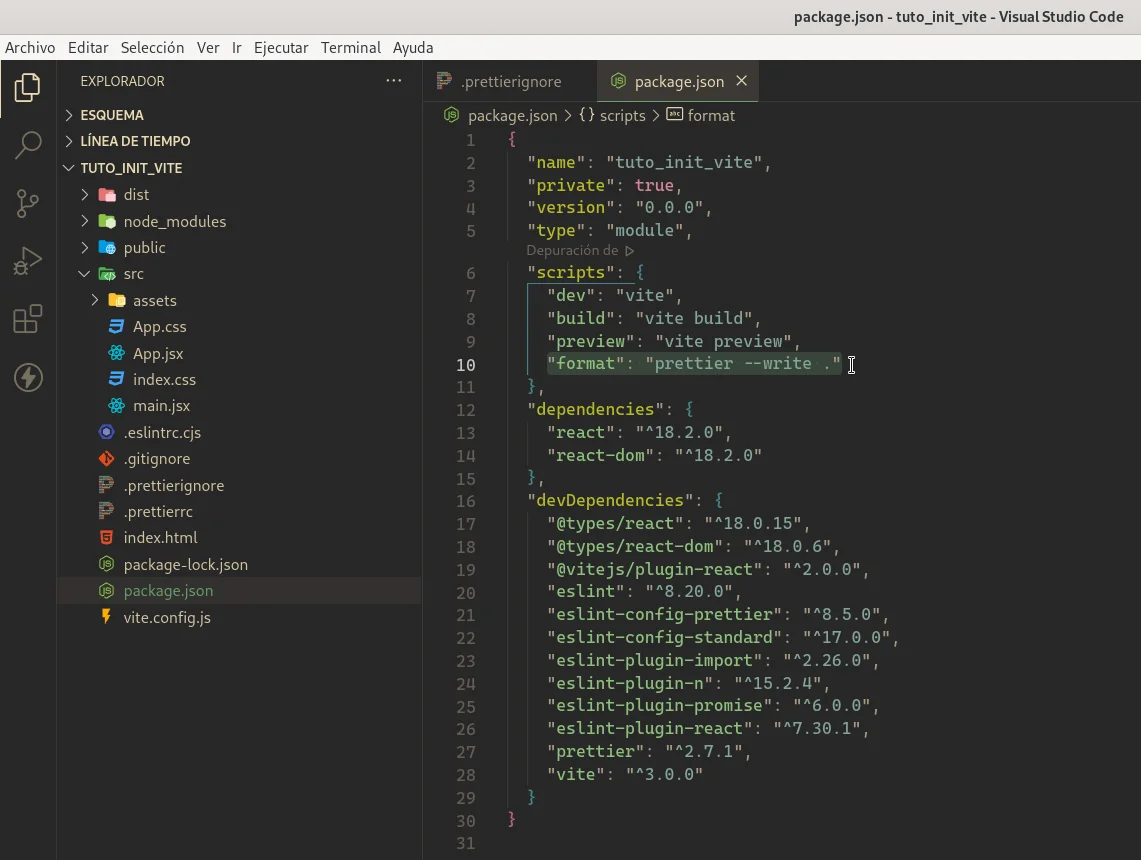 package.json - tuto_init_vite - Visual Studio Code
Archivo Editar Selección Ver Ir Ejecutar Terminal Ayuda
EXPLORADOR ···
ESQUEMA
LÍNEA DE TIEMPO
TUTO_INIT_VITE
dist
node_modules
public
src
assets
App.css
App.jsx
index.css
main.jsx
.eslintrc.cjs
.gitignore
.prettierignore
.prettierrc
index.html
package-lock.json
package.json
vite.config.js
.prettierignore package.json ×
package.json > {} scripts > abc format
1 {
2 "name": "tuto_init_vite",
3 "private": true,
4 "version": "0.0.0",
5 "type": "module",
Depuración de ▷
6 "scripts": {
7 "dev": "vite",
8 "build": "vite build",
9 "preview": "vite preview",
10 "format": "prettier --write ."
11 },
12 "dependencies": {
13 "react": "^18.2.0",
14 "react-dom": "^18.2.0"
15 },
16 "devDependencies": {
17 "@types/react": "^18.0.15",
18 "@types/react-dom": "^18.0.6",
19 "@vitejs/plugin-react": "^2.0.0",
20 "eslint": "^8.20.0",
21 "eslint-config-prettier": "^8.5.0",
22 "eslint-config-standard": "^17.0.0",
23 "eslint-plugin-import": "^2.26.0",
24 "eslint-plugin-n": "^15.2.4",
25 "eslint-plugin-promise": "^6.0.0",
26 "eslint-plugin-react": "^7.30.1",
27 "prettier": "^2.7.1",
28 "vite": "^3.0.0"
29 }
30 }
31